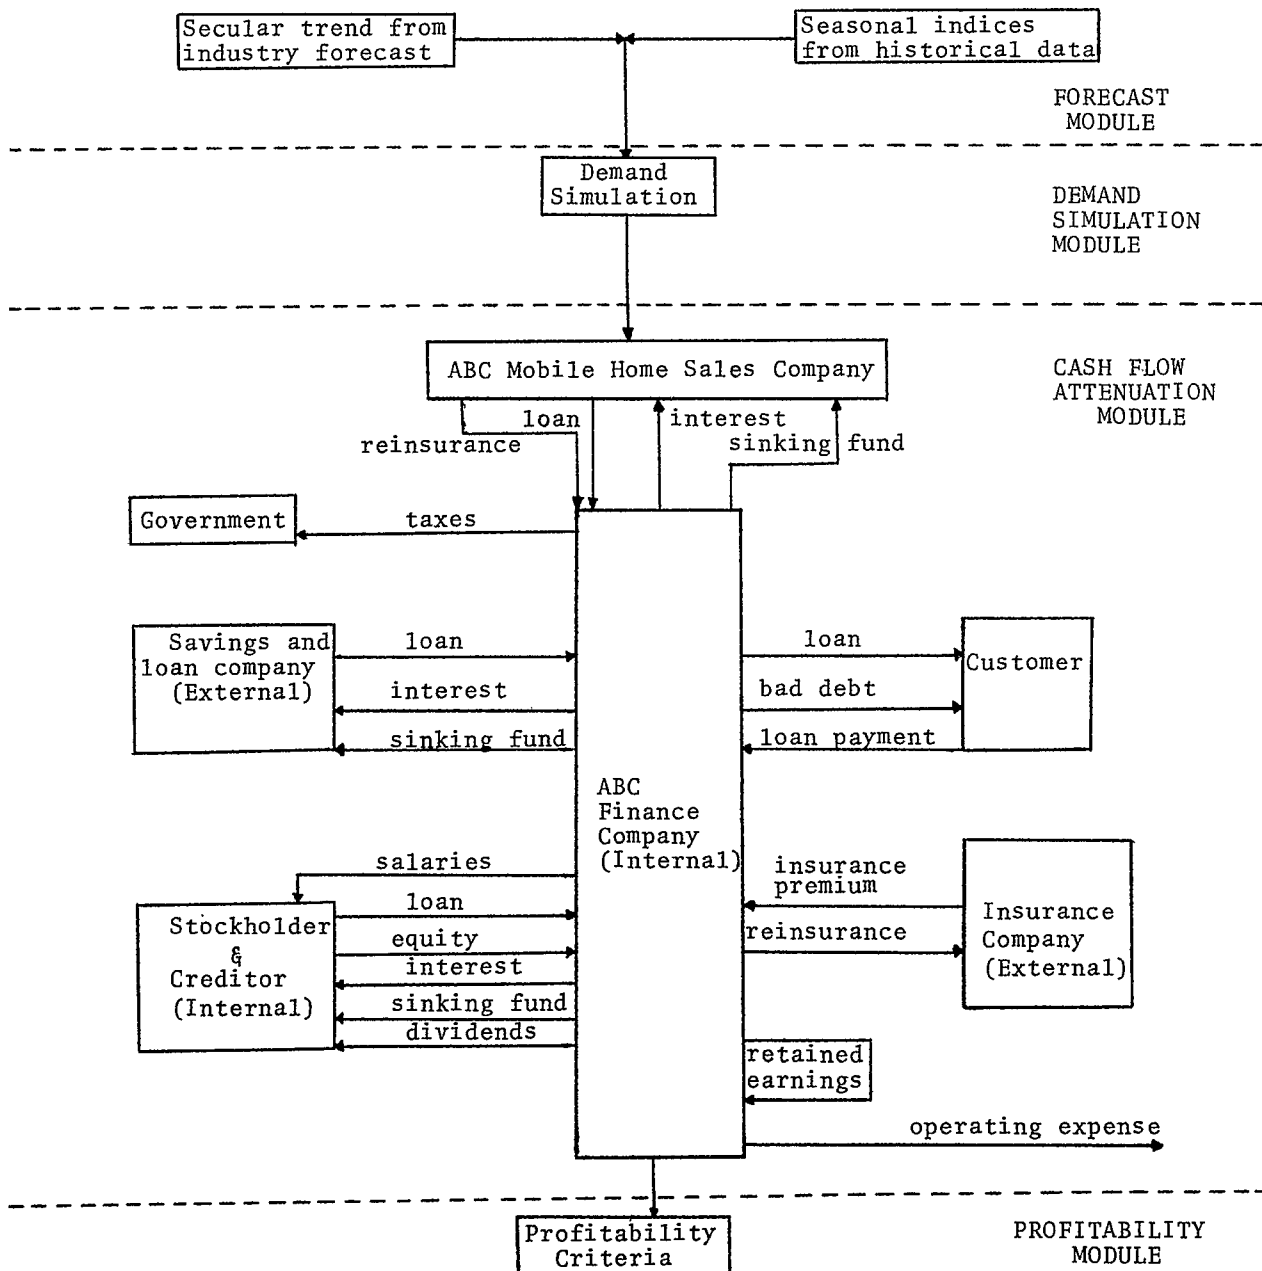 Secular trend from
industry forecast
Seasonal indices
from historical data
FORECAST
MODULE
Demand
Simulation
DEMAND
SIMULATION
MODULE
ABC Mobile Home Sales Company
CASH FLOW
ATTENUATION
MODULE
loan
reinsurance
interest
sinking fund
Government
taxes
Savings and
loan company
(External)
loan
interest
sinking fund
loan
bad debt
loan payment
Customer
ABC
Finance
Company
(Internal)
salaries
loan
equity
interest
sinking fund
dividends
Stockholder
&
Creditor
(Internal)
insurance
premium
reinsurance
Insurance
Company
(External)
retained
earnings
operating expense
Profitability
Criteria
PROFITABILITY
MODULE